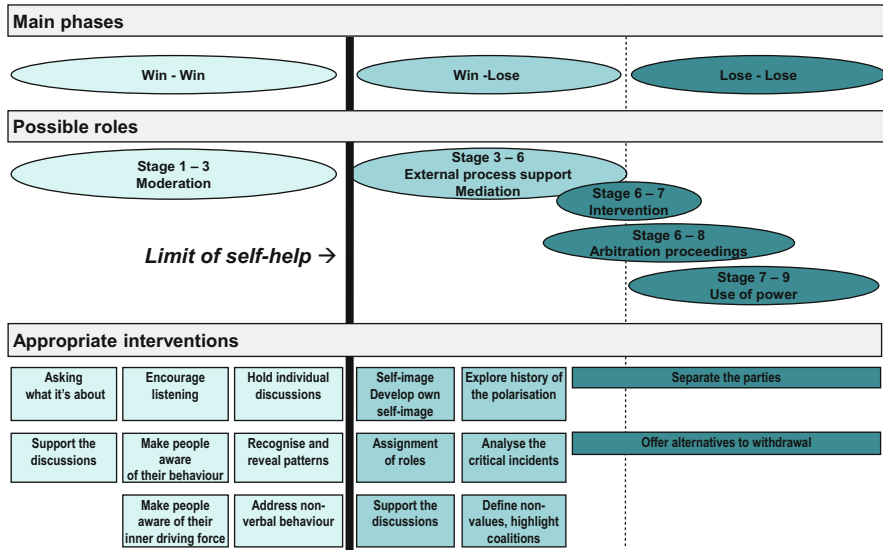 Main phases
Win - Win
Win -Lose
Lose - Lose
Possible roles
Stage 1 – 3
Moderation
Stage 3 – 6
External process support
Mediation
Stage 6 – 7
Intervention
Limit of self-help →
Stage 6 – 8
Arbitration proceedings
Stage 7 – 9
Use of power
Appropriate interventions
Asking
what it's about
Encourage
listening
Hold individual
discussions
Self-image
Develop own
self-image
Explore history of
the polarisation
Separate the parties
Support the
discussions
Make people
aware
of their behaviour
Recognise and
reveal patterns
Assignment
of roles
Analyse the
critical incidents
Offer alternatives to withdrawal
Make people
aware of their
inner driving force
Address non-
verbal behaviour
Support the
discussions
Define non-
values, highlight
coalitions